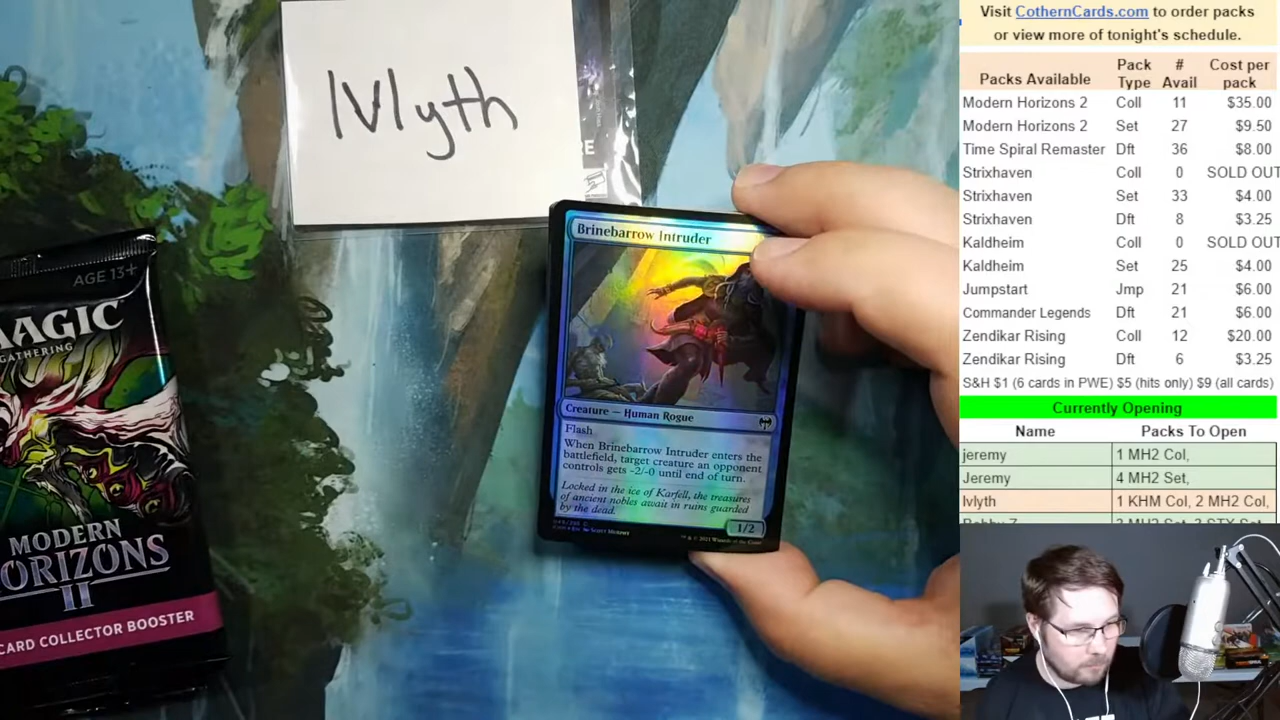 lvlyth
E
AGE 13+
MAGIC
GATHERING
MODERN
HORIZONS
II
CARD COLLECTOR BOOSTER
Brinebarrow Intruder
Creature — Human Rogue
Flash
When Brinebarrow Intruder enters the
battlefield, target creature an opponent
controls gets -2/-0 until end of turn.
Locked in the ice of Karfell, the treasures
of ancient nobles await in ruins guarded
by the dead.
1/2
Visit CothernCards.com to order packs
or view more of tonight's schedule.
Packs Available Pack Type # Avail Cost per pack
Modern Horizons 2 Coll 11 $35.00
Modern Horizons 2 Set 27 $9.50
Time Spiral Remaster Dft 36 $8.00
Strixhaven Coll 0 SOLD OUT
Strixhaven Set 33 $4.00
Strixhaven Dft 8 $3.25
Kaldheim Coll 0 SOLD OUT
Kaldheim Set 25 $4.00
Jumpstart Jmp 21 $6.00
Commander Legends Dft 21 $6.00
Zendikar Rising Coll 12 $20.00
Zendikar Rising Dft 6 $3.25
S&H $1 (6 cards in PWE) $5 (hits only) $9 (all cards)
Currently Opening
Name Packs To Open
jeremy 1 MH2 Col,
Jeremy 4 MH2 Set,
lvlyth 1 KHM Col, 2 MH2 Col,